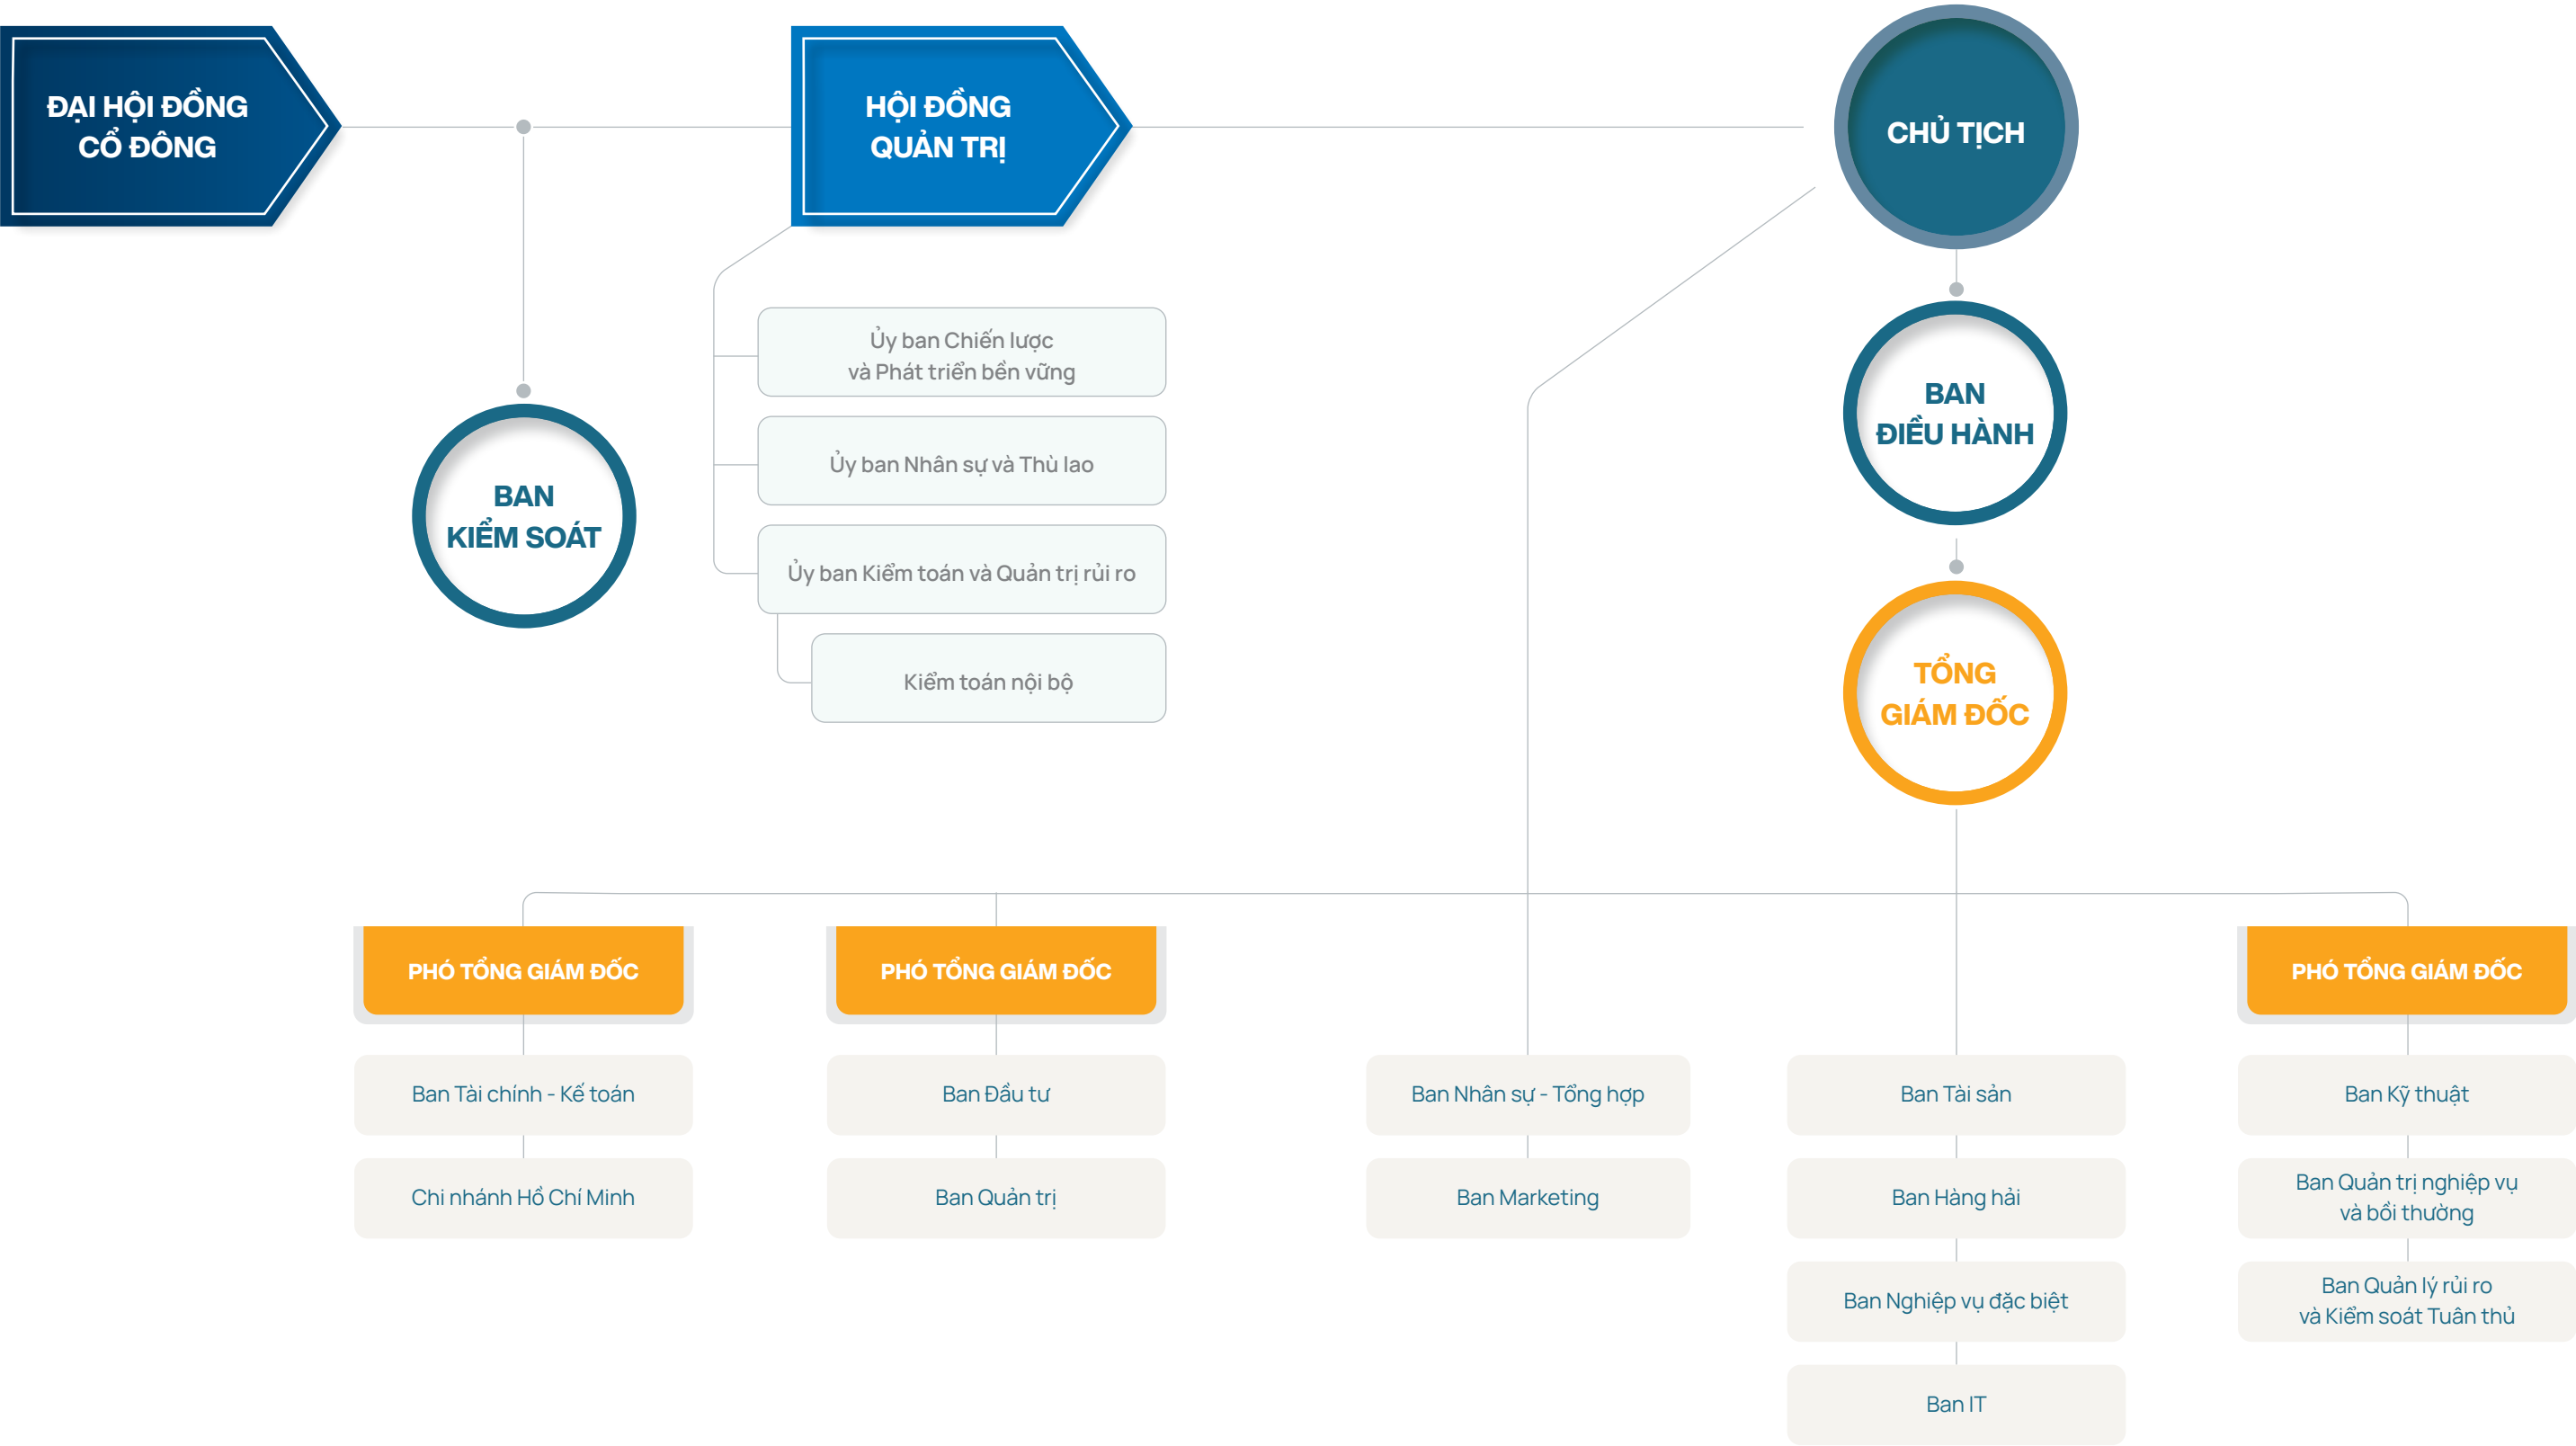 ĐẠI HỘI ĐỒNG
CỔ ĐÔNG
HỘI ĐỒNG
QUẢN TRỊ
CHỦ TỊCH
Ủy ban Chiến lược
và Phát triển bền vững
Ủy ban Nhân sự và Thù lao
Ủy ban Kiểm toán và Quản trị rủi ro
Kiểm toán nội bộ
BAN
KIỂM SOÁT
BAN
ĐIỀU HÀNH
TỔNG
GIÁM ĐỐC
PHÓ TỔNG GIÁM ĐỐC
Ban Tài chính - Kế toán
Chi nhánh Hồ Chí Minh
PHÓ TỔNG GIÁM ĐỐC
Ban Đầu tư
Ban Quản trị
Ban Nhân sự - Tổng hợp
Ban Marketing
Ban Tài sản
Ban Hàng hải
Ban Nghiệp vụ đặc biệt
Ban IT
PHÓ TỔNG GIÁM ĐỐC
Ban Kỹ thuật
Ban Quản trị nghiệp vụ
và bồi thường
Ban Quản lý rủi ro
và Kiểm soát Tuân thủ